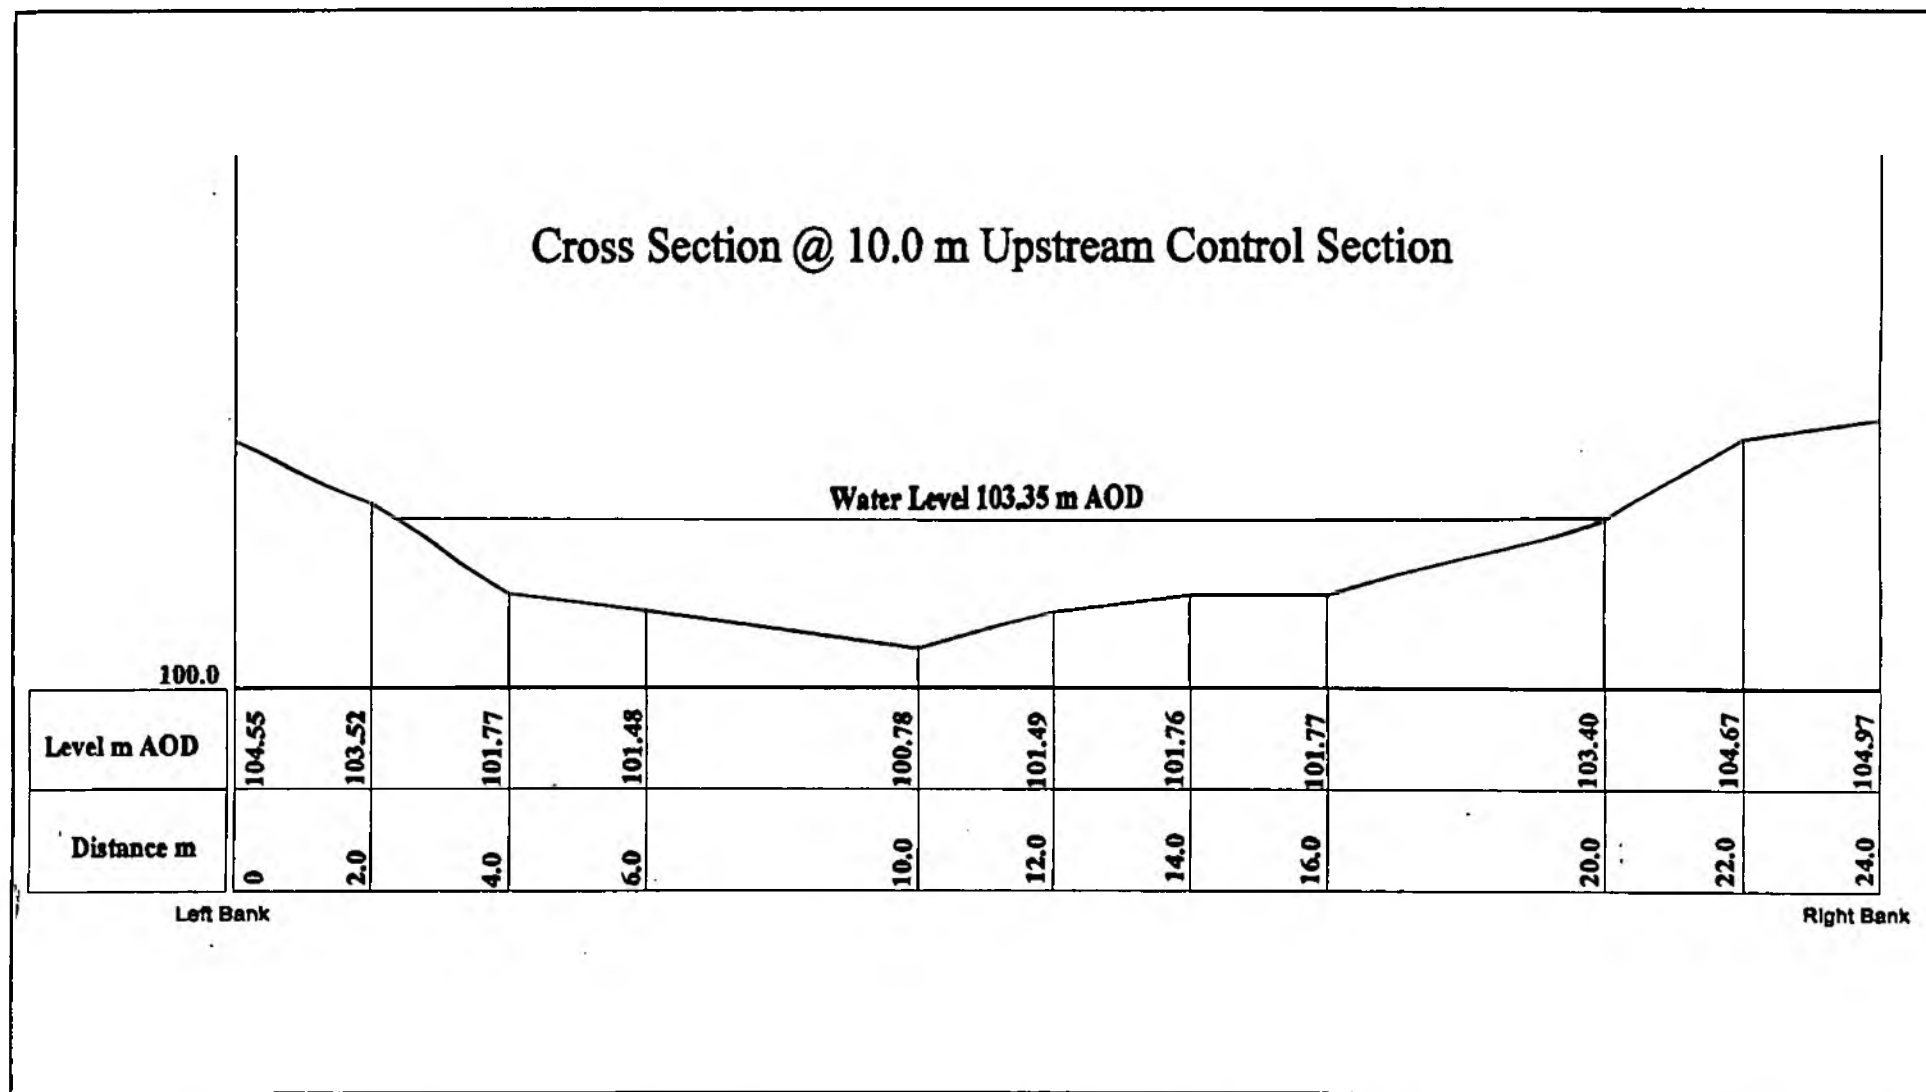 Cross Section @ 10.0 m Upstream Control Section
Water Level 103.35 m AOD
100.0
Level m AOD 104.55 103.52 101.77 101.48 100.78 101.49 101.76 101.77 103.40 104.67 104.97
Distance m 0 2.0 4.0 6.0 10.0 12.0 14.0 16.0 20.0 22.0 24.0
Left Bank Right Bank